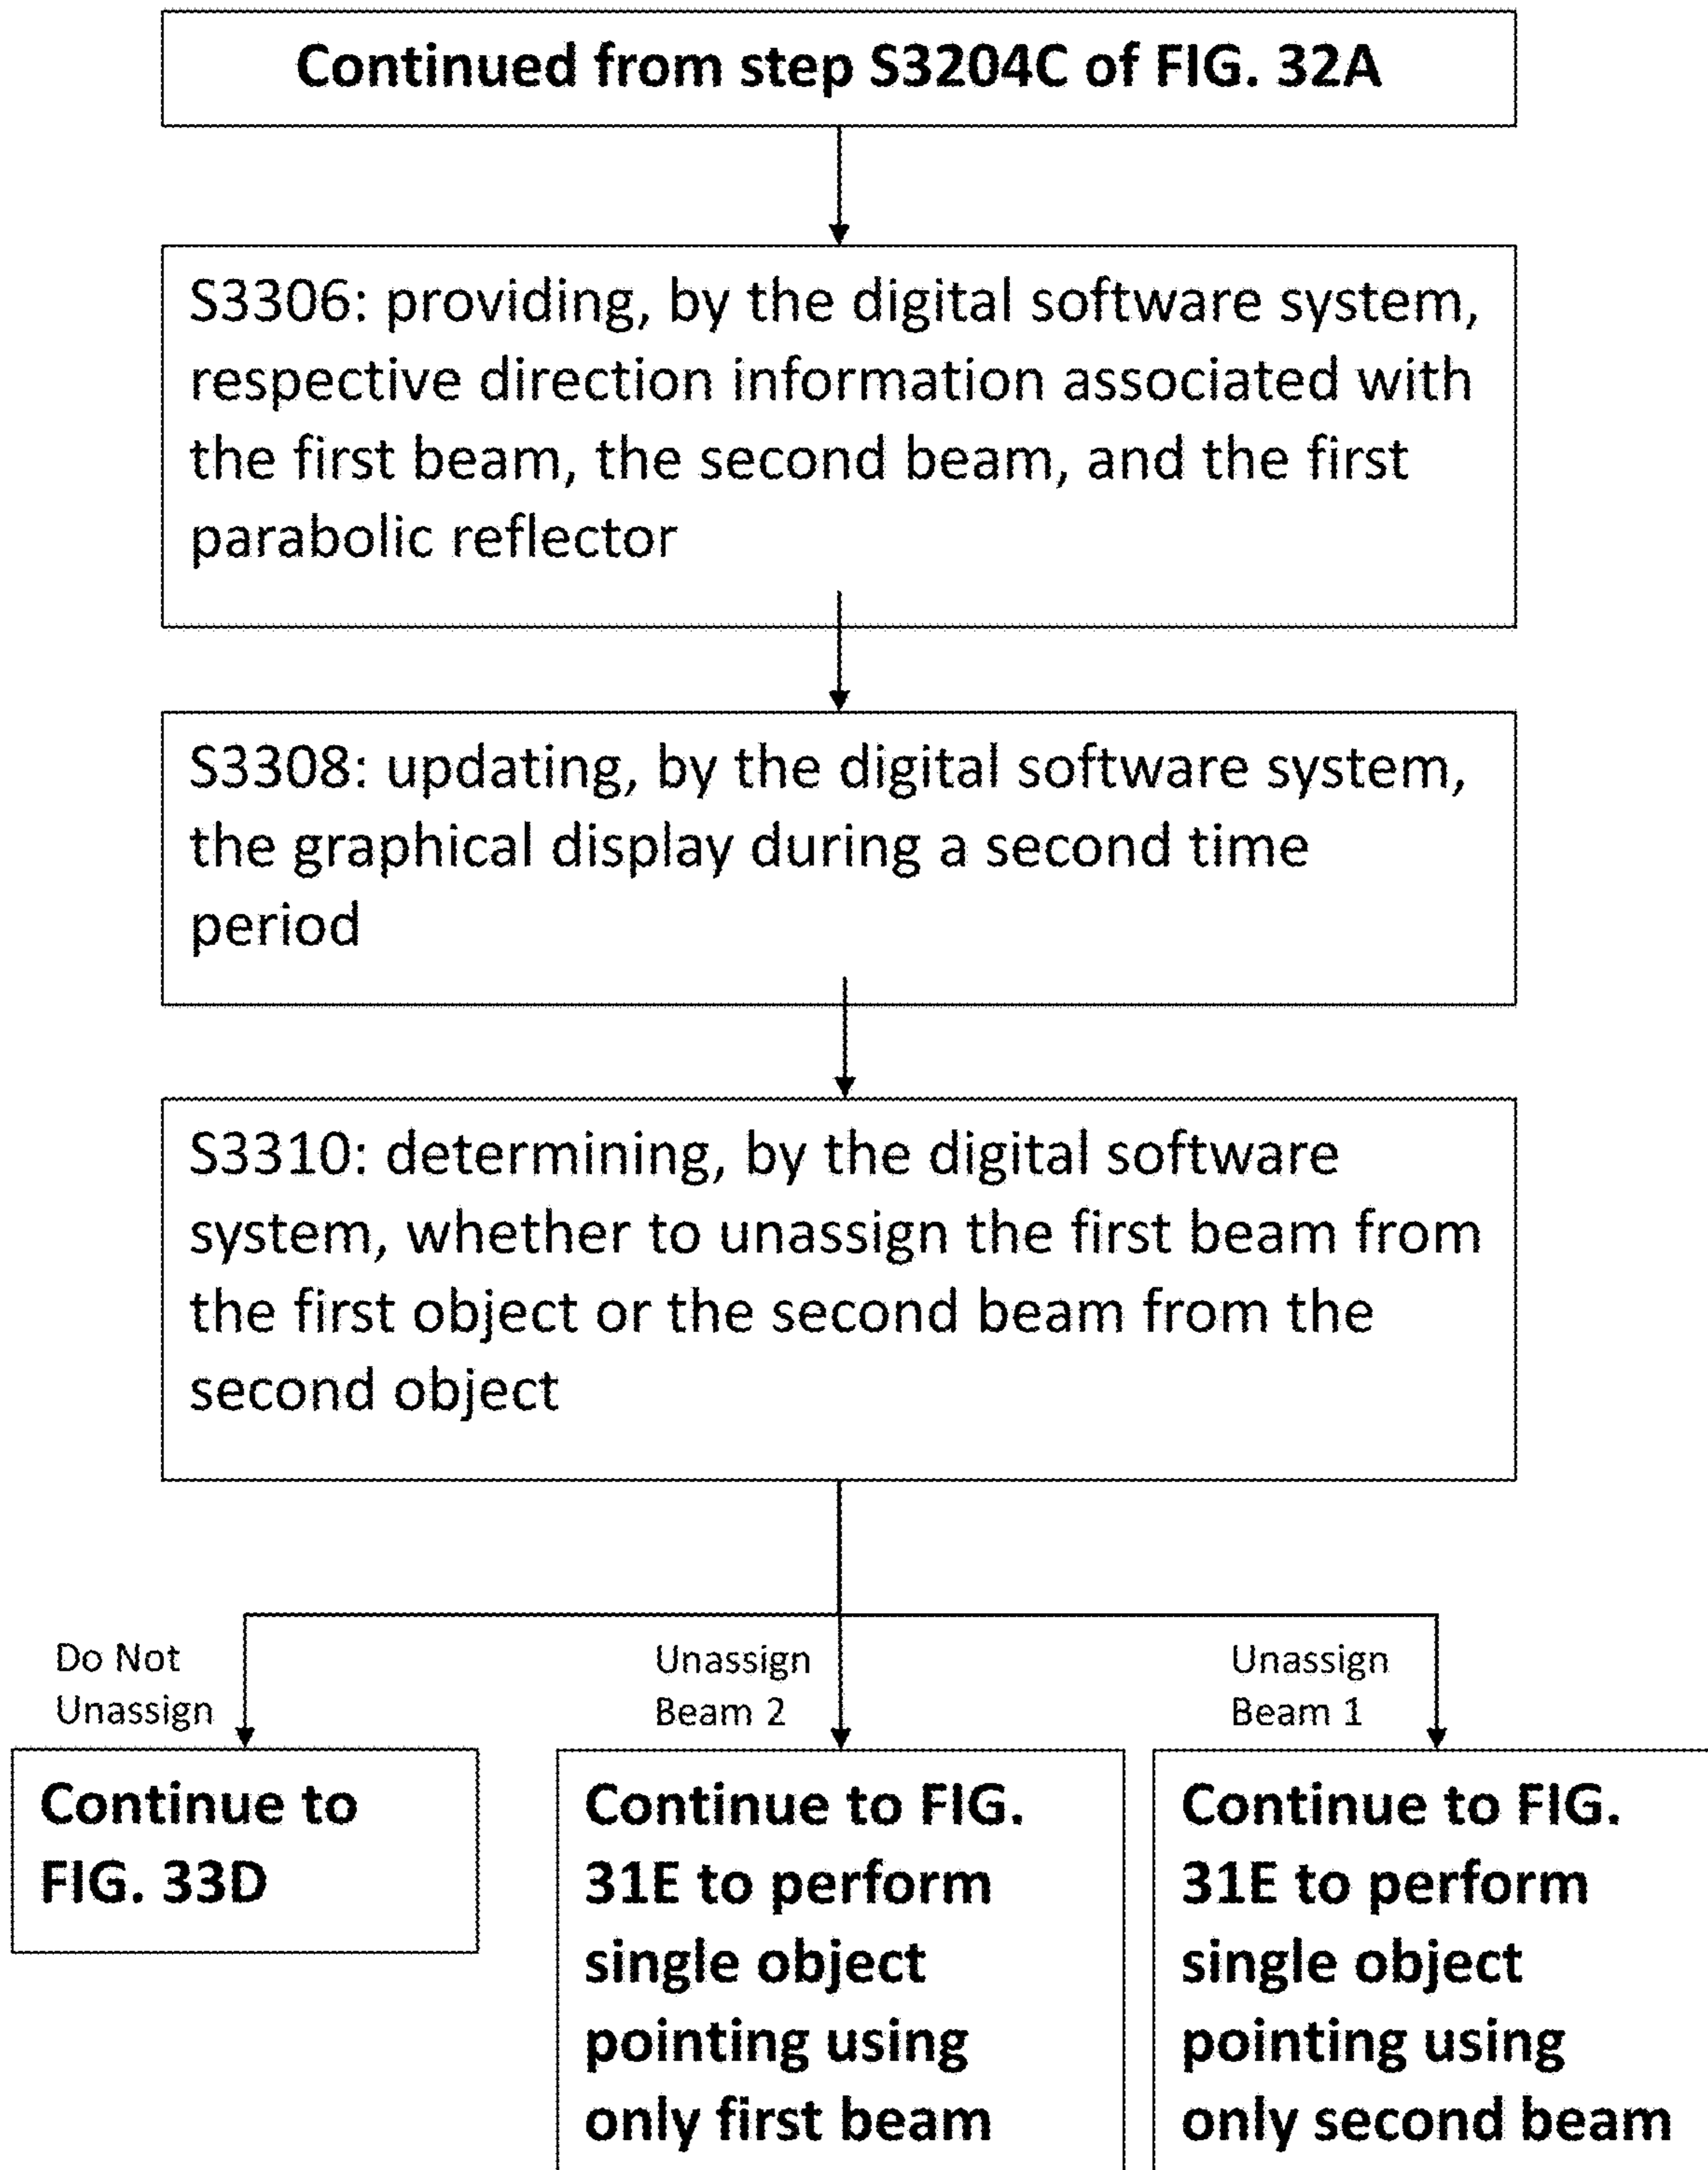 Continued from step S3204C of FIG. 32A
S3306: providing, by the digital software system,
respective direction information associated with
the first beam, the second beam, and the first
parabolic reflector
S3308: updating, by the digital software system,
the graphical display during a second time
period
S3310: determining, by the digital software
system, whether to unassign the first beam from
the first object or the second beam from the
second object
Do Not
Unassign
Unassign
Beam 2
Unassign
Beam 1
Continue to
FIG. 33D
Continue to FIG.
31E to perform
single object
pointing using
only first beam
Continue to FIG.
31E to perform
single object
pointing using
only second beam